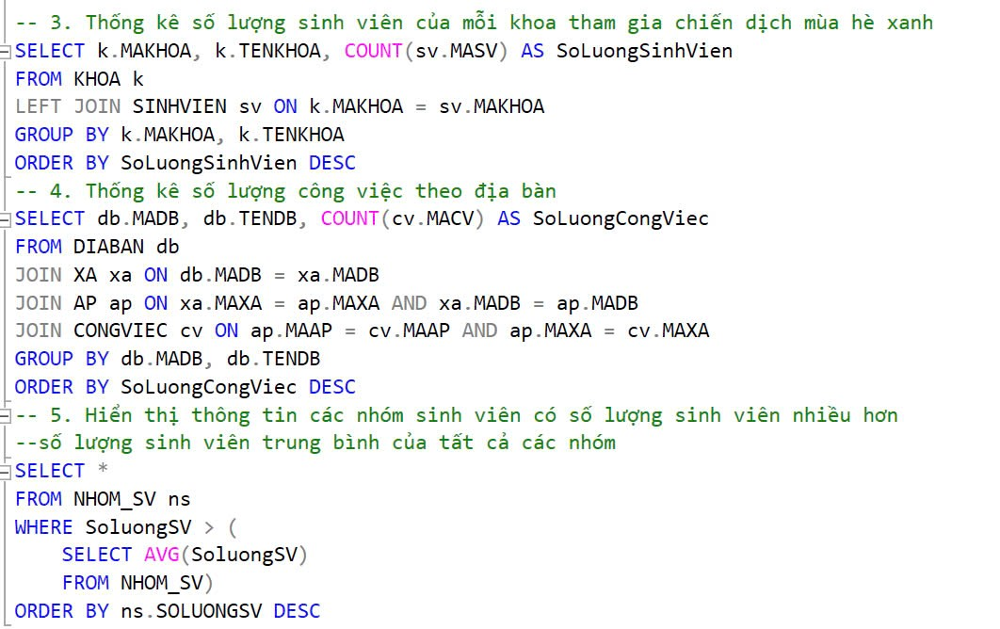 -- 3. Thống kê số lượng sinh viên của mỗi khoa tham gia chiến dịch mùa hè xanh
SELECT k.MAKHOA, k.TENKHOA, COUNT(sv.MASV) AS SoLuongSinhVien
FROM KHOA k
LEFT JOIN SINHVIEN sv ON k.MAKHOA = sv.MAKHOA
GROUP BY k.MAKHOA, k.TENKHOA
ORDER BY SoLuongSinhVien DESC
-- 4. Thống kê số lượng công việc theo địa bàn
SELECT db.MADB, db.TENDB, COUNT(cv.MACV) AS SoLuongCongViec
FROM DIABAN db
JOIN XA xa ON db.MADB = xa.MADB
JOIN AP ap ON xa.MAXA = ap.MAXA AND xa.MADB = ap.MADB
JOIN CONGVIEC cv ON ap.MAAP = cv.MAAP AND ap.MAXA = cv.MAXA
GROUP BY db.MADB, db.TENDB
ORDER BY SoLuongCongViec DESC
-- 5. Hiển thị thông tin các nhóm sinh viên có số lượng sinh viên nhiều hơn
--số lượng sinh viên trung bình của tất cả các nhóm
SELECT *
FROM NHOM_SV ns
WHERE SoluongSV > (
    SELECT AVG(SoluongSV)
    FROM NHOM_SV)
ORDER BY ns.SOLUONGSV DESC